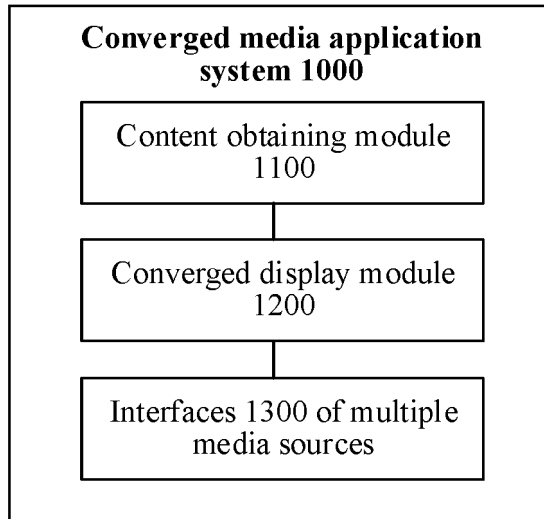 Converged media application
system 1000
Content obtaining module
1100
Converged display module
1200
Interfaces 1300 of multiple
media sources